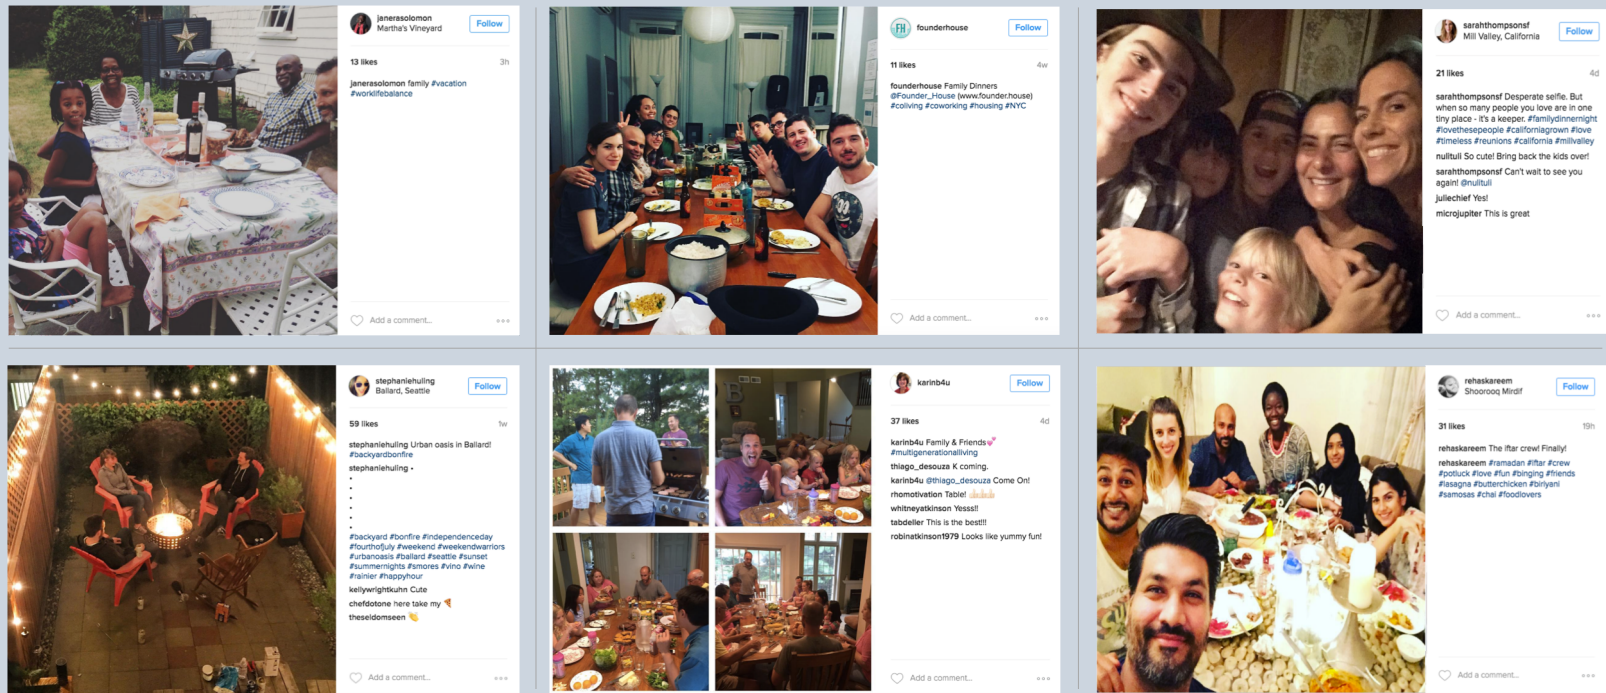 janerasolomon
Martha's Vineyard
Follow
13 likes
3h
janerasolomon family #vacation
#worklifebalance
Add a comment...
FH
founderhouse
Follow
11 likes
4w
founderhouse Family Dinners
@Founder_House (www.founder.house)
#coliving #coworking #housing #NYC
Add a comment...
sarahthompsonsf
Mill Valley, California
Follow
21 likes
4d
sarahthompsonsf Desperate selfie. But
when so many people you love are in one
tiny place - it's a keeper. #familydinnernight
#lovethesepeople #californiagrown #love
#timeless #reunions #california #millvalley
nulituli So cute! Bring back the kids over!
sarahthompsonsf Can't wait to see you
again! @nulituli
juliechief Yes!
microjupiter This is great
Add a comment...
stephaniehuling
Ballard, Seattle
Follow
59 likes
1w
stephaniehuling Urban oasis in Ballard!
#backyardbonfire
stephaniehuling •
•
•
•
•
•
•
#backyard #bonfire #independenceday
#fourthofjuly #weekend #weekendwarriors
#urbanoasis #ballard #seattle #sunset
#summernights #smores #vino #wine
#rainier #happyhour
kellywrightkuhn Cute
chefdotone here take my 🍕
theseldomseen 👏
Add a comment...
B
karinb4u
Follow
37 likes
4d
karinb4u Family & Friends💕
#multigenerationalliving
thiago_desouza K coming.
karinb4u @thiago_desouza Come On!
rhomotivation Table! 👍🏻👍🏻👍🏻
whitneyatkinson Yesss!!
tabdeller This is the best!!!
robinatkinson1979 Looks like yummy fun!
Add a comment...
rehaskareem
Shoorooq Mirdif
Follow
31 likes
19h
rehaskareem The iftar crew! Finally!
rehaskareem #ramadan #iftar #crew
#potluck #love #fun #binging #friends
#lasagna #butterchicken #biriyani
#samosas #chai #foodlovers
Add a comment...